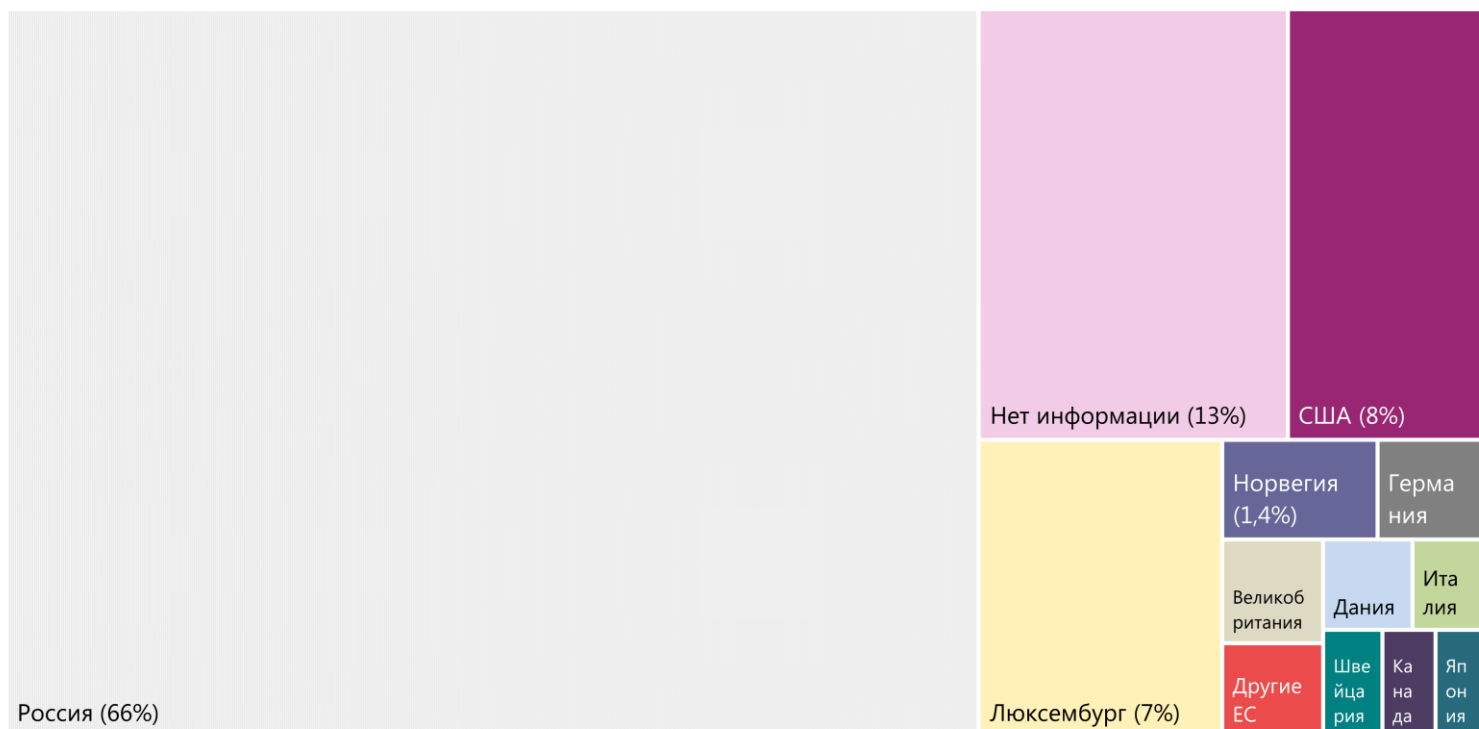 Россия (66%)
Нет информации (13%)
США (8%)
Люксембург (7%)
Норвегия
(1,4%)
Герма
ния
Великоб
ритания
Дания
Ита
лия
Другие
ЕС
Шве
йца
рия
Ка
на
да
Яп
он
ия